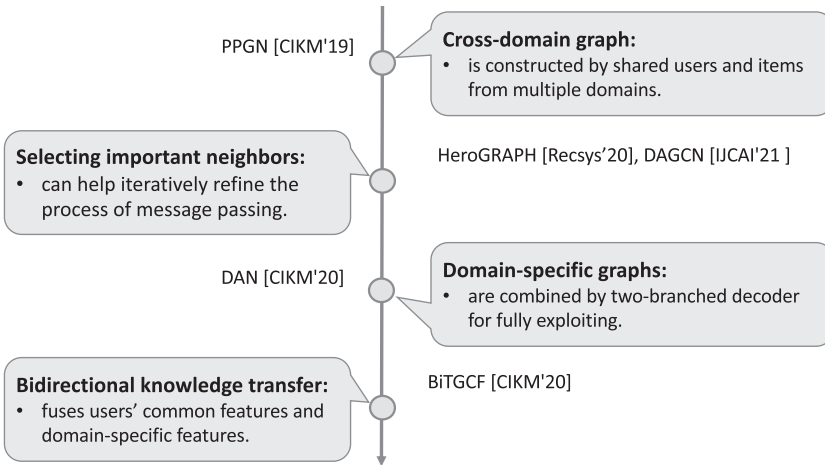 PPGN [CIKM'19]
Cross-domain graph:
• is constructed by shared users and items
from multiple domains.
Selecting important neighbors:
• can help iteratively refine the
process of message passing.
HeroGRAPH [Recsys’20], DAGCN [IJCAI'21 ]
DAN [CIKM'20]
Domain-specific graphs:
• are combined by two-branched decoder
for fully exploiting.
Bidirectional knowledge transfer:
• fuses users’ common features and
domain-specific features.
BiTGCF [CIKM'20]